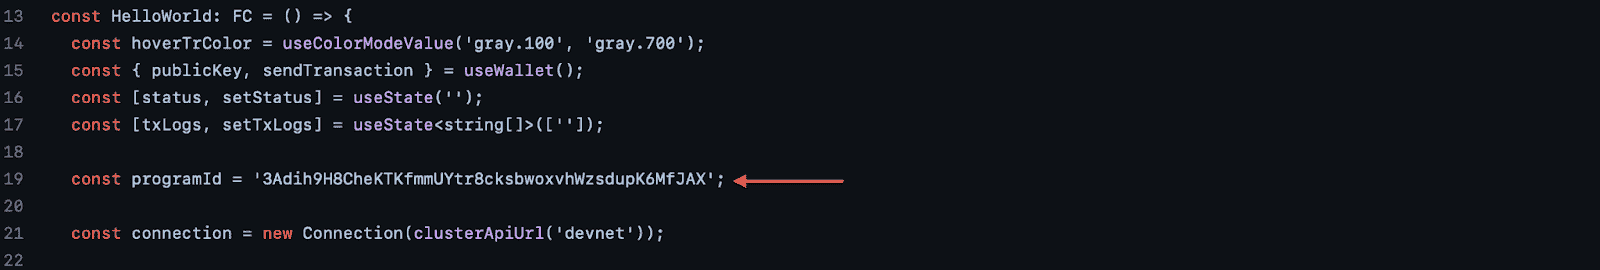 13 const HelloWorld: FC = () => {
14 const hoverTrColor = useColorModeValue('gray.100', 'gray.700');
15 const { publicKey, sendTransaction } = useWallet();
16 const [status, setStatus] = useState('');
17 const [txLogs, setTxLogs] = useState<string[]>(['']);
18
19 const programId = '3Adih9H8CheKTKfmmUYtr8cksbwoxvhWzsdupK6MfJAX';
20
21 const connection = new Connection(clusterApiUrl('devnet'));
22